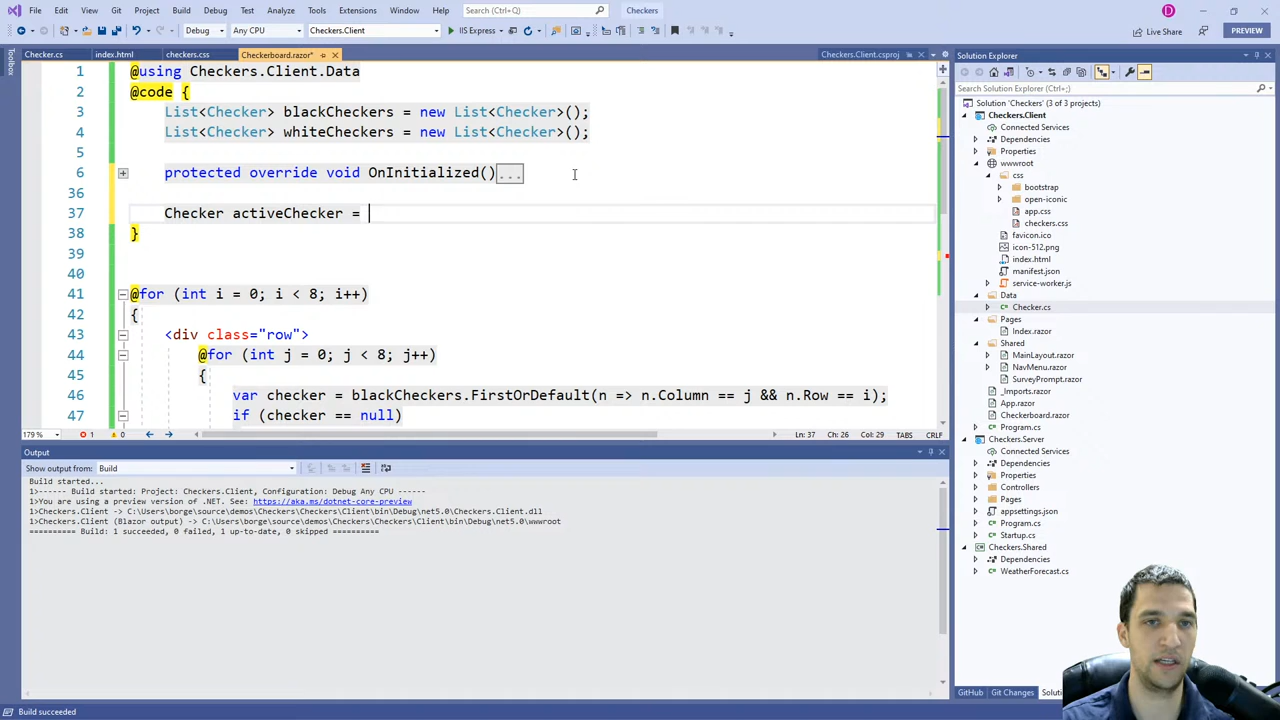 File Edit View Git Project Build Debug Test Analyze Tools Extensions Window Help Search (Ctrl+;) Checkers D
Debug Any CPU Checkers.Client IIS Express Live Share PREVIEW
Toolbox
Checker.cs index.html checkers.css Checkerboard.razor* Checkers.Client.csproj
1 @using Checkers.Client.Data
2 @code {
3 List<Checker> blackCheckers = new List<Checker>();
4 List<Checker> whiteCheckers = new List<Checker>();
5
6 protected override void OnInitialized()...
36
37 Checker activeChecker =
38 }
39
40
41 @for (int i = 0; i < 8; i++)
42 {
43 <div class="row">
44 @for (int j = 0; j < 8; j++)
45 {
46 var checker = blackCheckers.FirstOrDefault(n => n.Column == j && n.Row == i);
47 if (checker == null)
179 % 1 0 Ln: 37 Ch: 26 Col: 29 TABS CRLF
Output
Show output from: Build
Build started...
1>------ Build started: Project: Checkers.Client, Configuration: Debug Any CPU ------
1>You are using a preview version of .NET. See: https://aka.ms/dotnet-core-preview
1>Checkers.Client -> C:\Users\borge\source\demos\Checkers\Checkers\Client\bin\Debug\net5.0\Checkers.Client.dll
1>Checkers.Client (Blazor output) -> C:\Users\borge\source\demos\Checkers\Checkers\Client\bin\Debug\net5.0\wwwroot
========== Build: 1 succeeded, 0 failed, 1 up-to-date, 0 skipped ==========
Solution Explorer
Search Solution Explorer (Ctrl+;)
Solution 'Checkers' (3 of 3 projects)
Checkers.Client
Connected Services
Dependencies
Properties
wwwroot
css
bootstrap
open-iconic
app.css
checkers.css
favicon.ico
icon-512.png
index.html
manifest.json
service-worker.js
Data
Checker.cs
Pages
Index.razor
Shared
MainLayout.razor
NavMenu.razor
SurveyPrompt.razor
_Imports.razor
App.razor
Checkerboard.razor
Program.cs
Checkers.Server
Connected Services
Dependencies
Properties
Controllers
Pages
appsettings.json
Program.cs
Startup.cs
Checkers.Shared
Dependencies
WeatherForecast.cs
GitHub Git Changes
Build succeeded